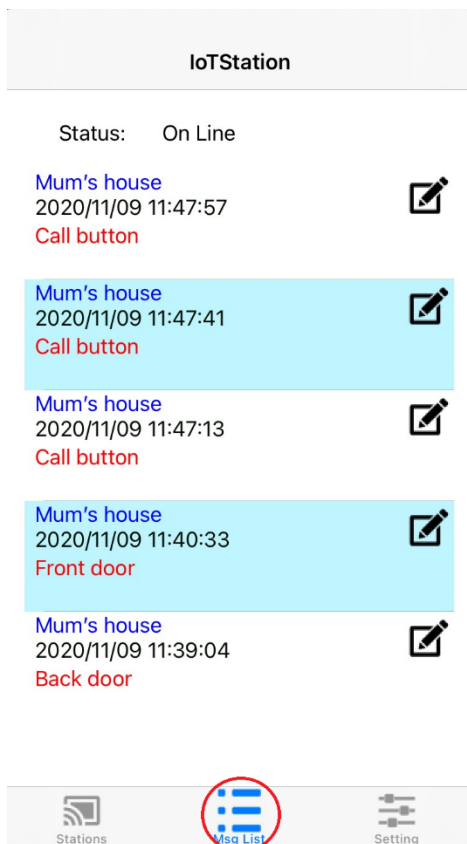 IoTStation
Status: On Line
Mum's house
2020/11/09 11:47:57
Call button
Mum's house
2020/11/09 11:47:41
Call button
Mum's house
2020/11/09 11:47:13
Call button
Mum's house
2020/11/09 11:40:33
Front door
Mum's house
2020/11/09 11:39:04
Back door
Stations Msg List Setting